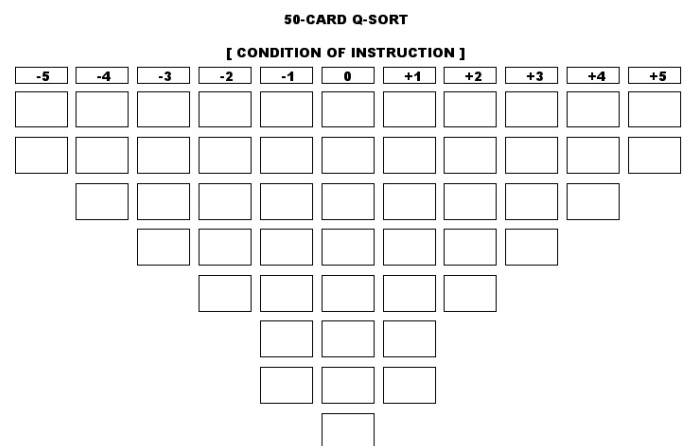 50-CARD Q-SORT
[ CONDITION OF INSTRUCTION ]
-5 -4 -3 -2 -1 0 +1 +2 +3 +4 +5